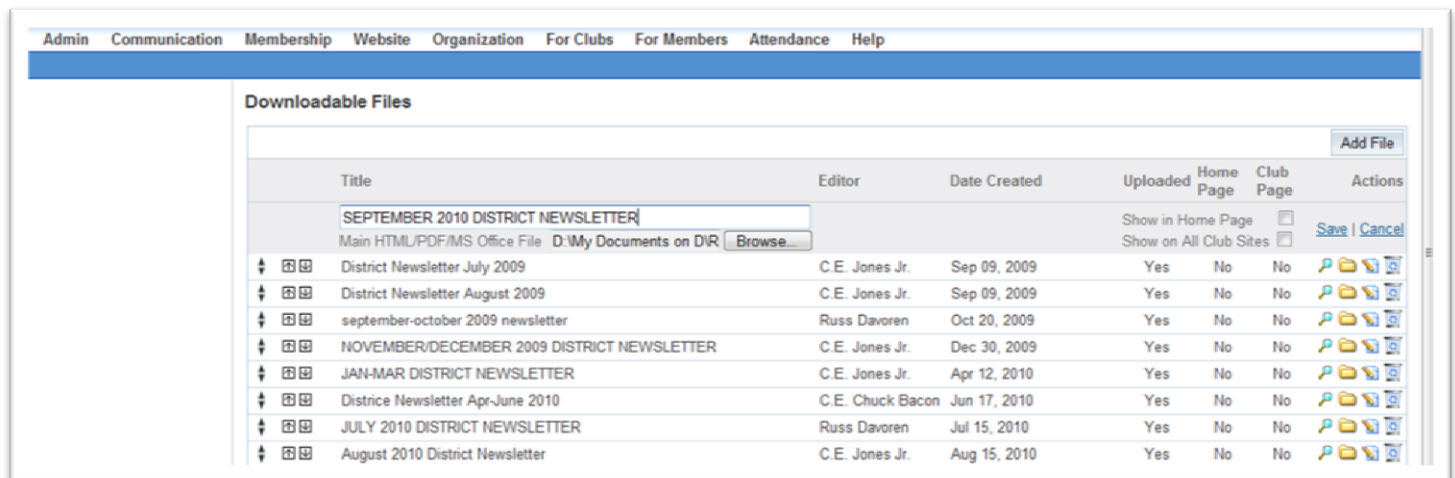 Admin Communication Membership Website Organization For Clubs For Members Attendance Help
Downloadable Files
Add File
Title Editor Date Created Uploaded Home Page Club Page Actions
SEPTEMBER 2010 DISTRICT NEWSLETTER Show in Home Page Save | Cancel
Main HTML/PDF/MS Office File D:\My Documents on D\R Browse... Show on All Club Sites
District Newsletter July 2009 C.E. Jones Jr. Sep 09, 2009 Yes No No
District Newsletter August 2009 C.E. Jones Jr. Sep 09, 2009 Yes No No
september-october 2009 newsletter Russ Davoren Oct 20, 2009 Yes No No
NOVEMBER/DECEMBER 2009 DISTRICT NEWSLETTER C.E. Jones Jr. Dec 30, 2009 Yes No No
JAN-MAR DISTRICT NEWSLETTER C.E. Jones Jr. Apr 12, 2010 Yes No No
Districe Newsletter Apr-June 2010 C.E. Chuck Bacon Jun 17, 2010 Yes No No
JULY 2010 DISTRICT NEWSLETTER Russ Davoren Jul 15, 2010 Yes No No
August 2010 District Newsletter C.E. Jones Jr. Aug 15, 2010 Yes No No